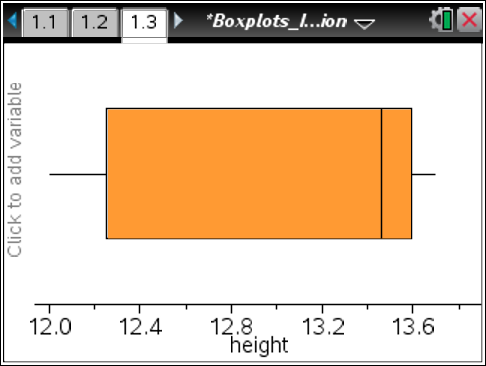 1.1 1.2 1.3 *Boxplots_I...ion
Click to add variable
12.0 12.4 12.8 13.2 13.6
height